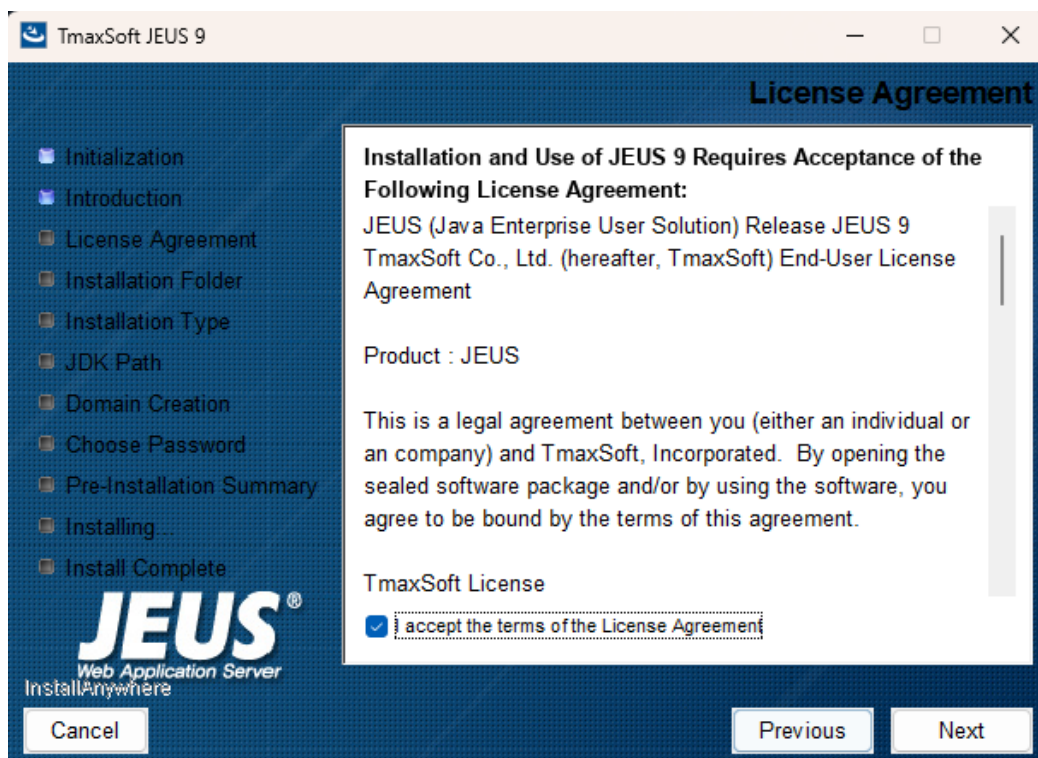 TmaxSoft JEUS 9
License Agreement
Initialization
Introduction
License Agreement
Installation Folder
Installation Type
JDK Path
Domain Creation
Choose Password
Pre-Installation Summary
Installing...
Install Complete
JEUS®
Web Application Server
InstallAnywhere
Installation and Use of JEUS 9 Requires Acceptance of the
Following License Agreement:
JEUS (Java Enterprise User Solution) Release JEUS 9
TmaxSoft Co., Ltd. (hereafter, TmaxSoft) End-User License
Agreement
Product : JEUS
This is a legal agreement between you (either an individual or
an company) and TmaxSoft, Incorporated.  By opening the
sealed software package and/or by using the software, you
agree to be bound by the terms of this agreement.
TmaxSoft License
I accept the terms of the License Agreement
Cancel
Previous
Next